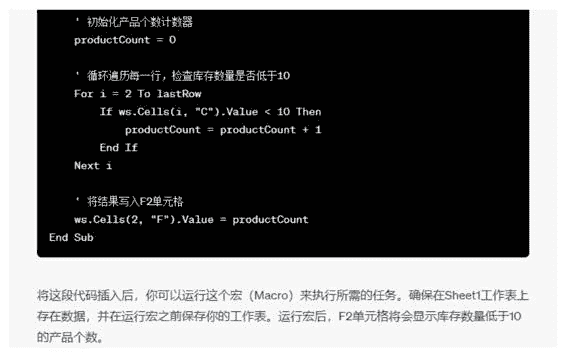 ' 初始化产品个数计数器
productCount = 0
' 循环遍历每一行，检查库存数量是否低于10
For i = 2 To lastRow
If ws.Cells(i, "C").Value < 10 Then
productCount = productCount + 1
End If
Next i
' 将结果写入F2单元格
ws.Cells(2, "F").Value = productCount
End Sub
将这段代码插入后，你可以运行这个宏（Macro）来执行所需的任务。确保在Sheet1工作表上
存在数据，并在运行宏之前保存你的工作表。运行宏后，F2单元格将会显示库存数量低于10
的产品个数。